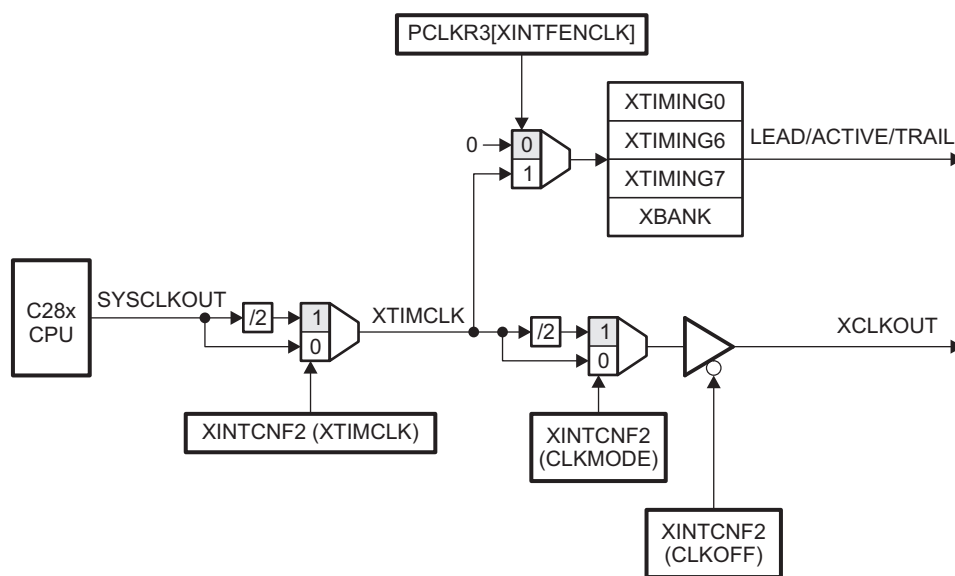 PCLKR3[XINTFENCLK]
XTIMING0
0
0
XTIMING6
LEAD/ACTIVE/TRAIL
1
XTIMING7
XBANK
C28x
CPU
SYSCLKOUT
/2
1
0
XTIMCLK
/2
1
0
XCLKOUT
XINTCNF2 (XTIMCLK)
XINTCNF2
(CLKMODE)
XINTCNF2
(CLKOFF)